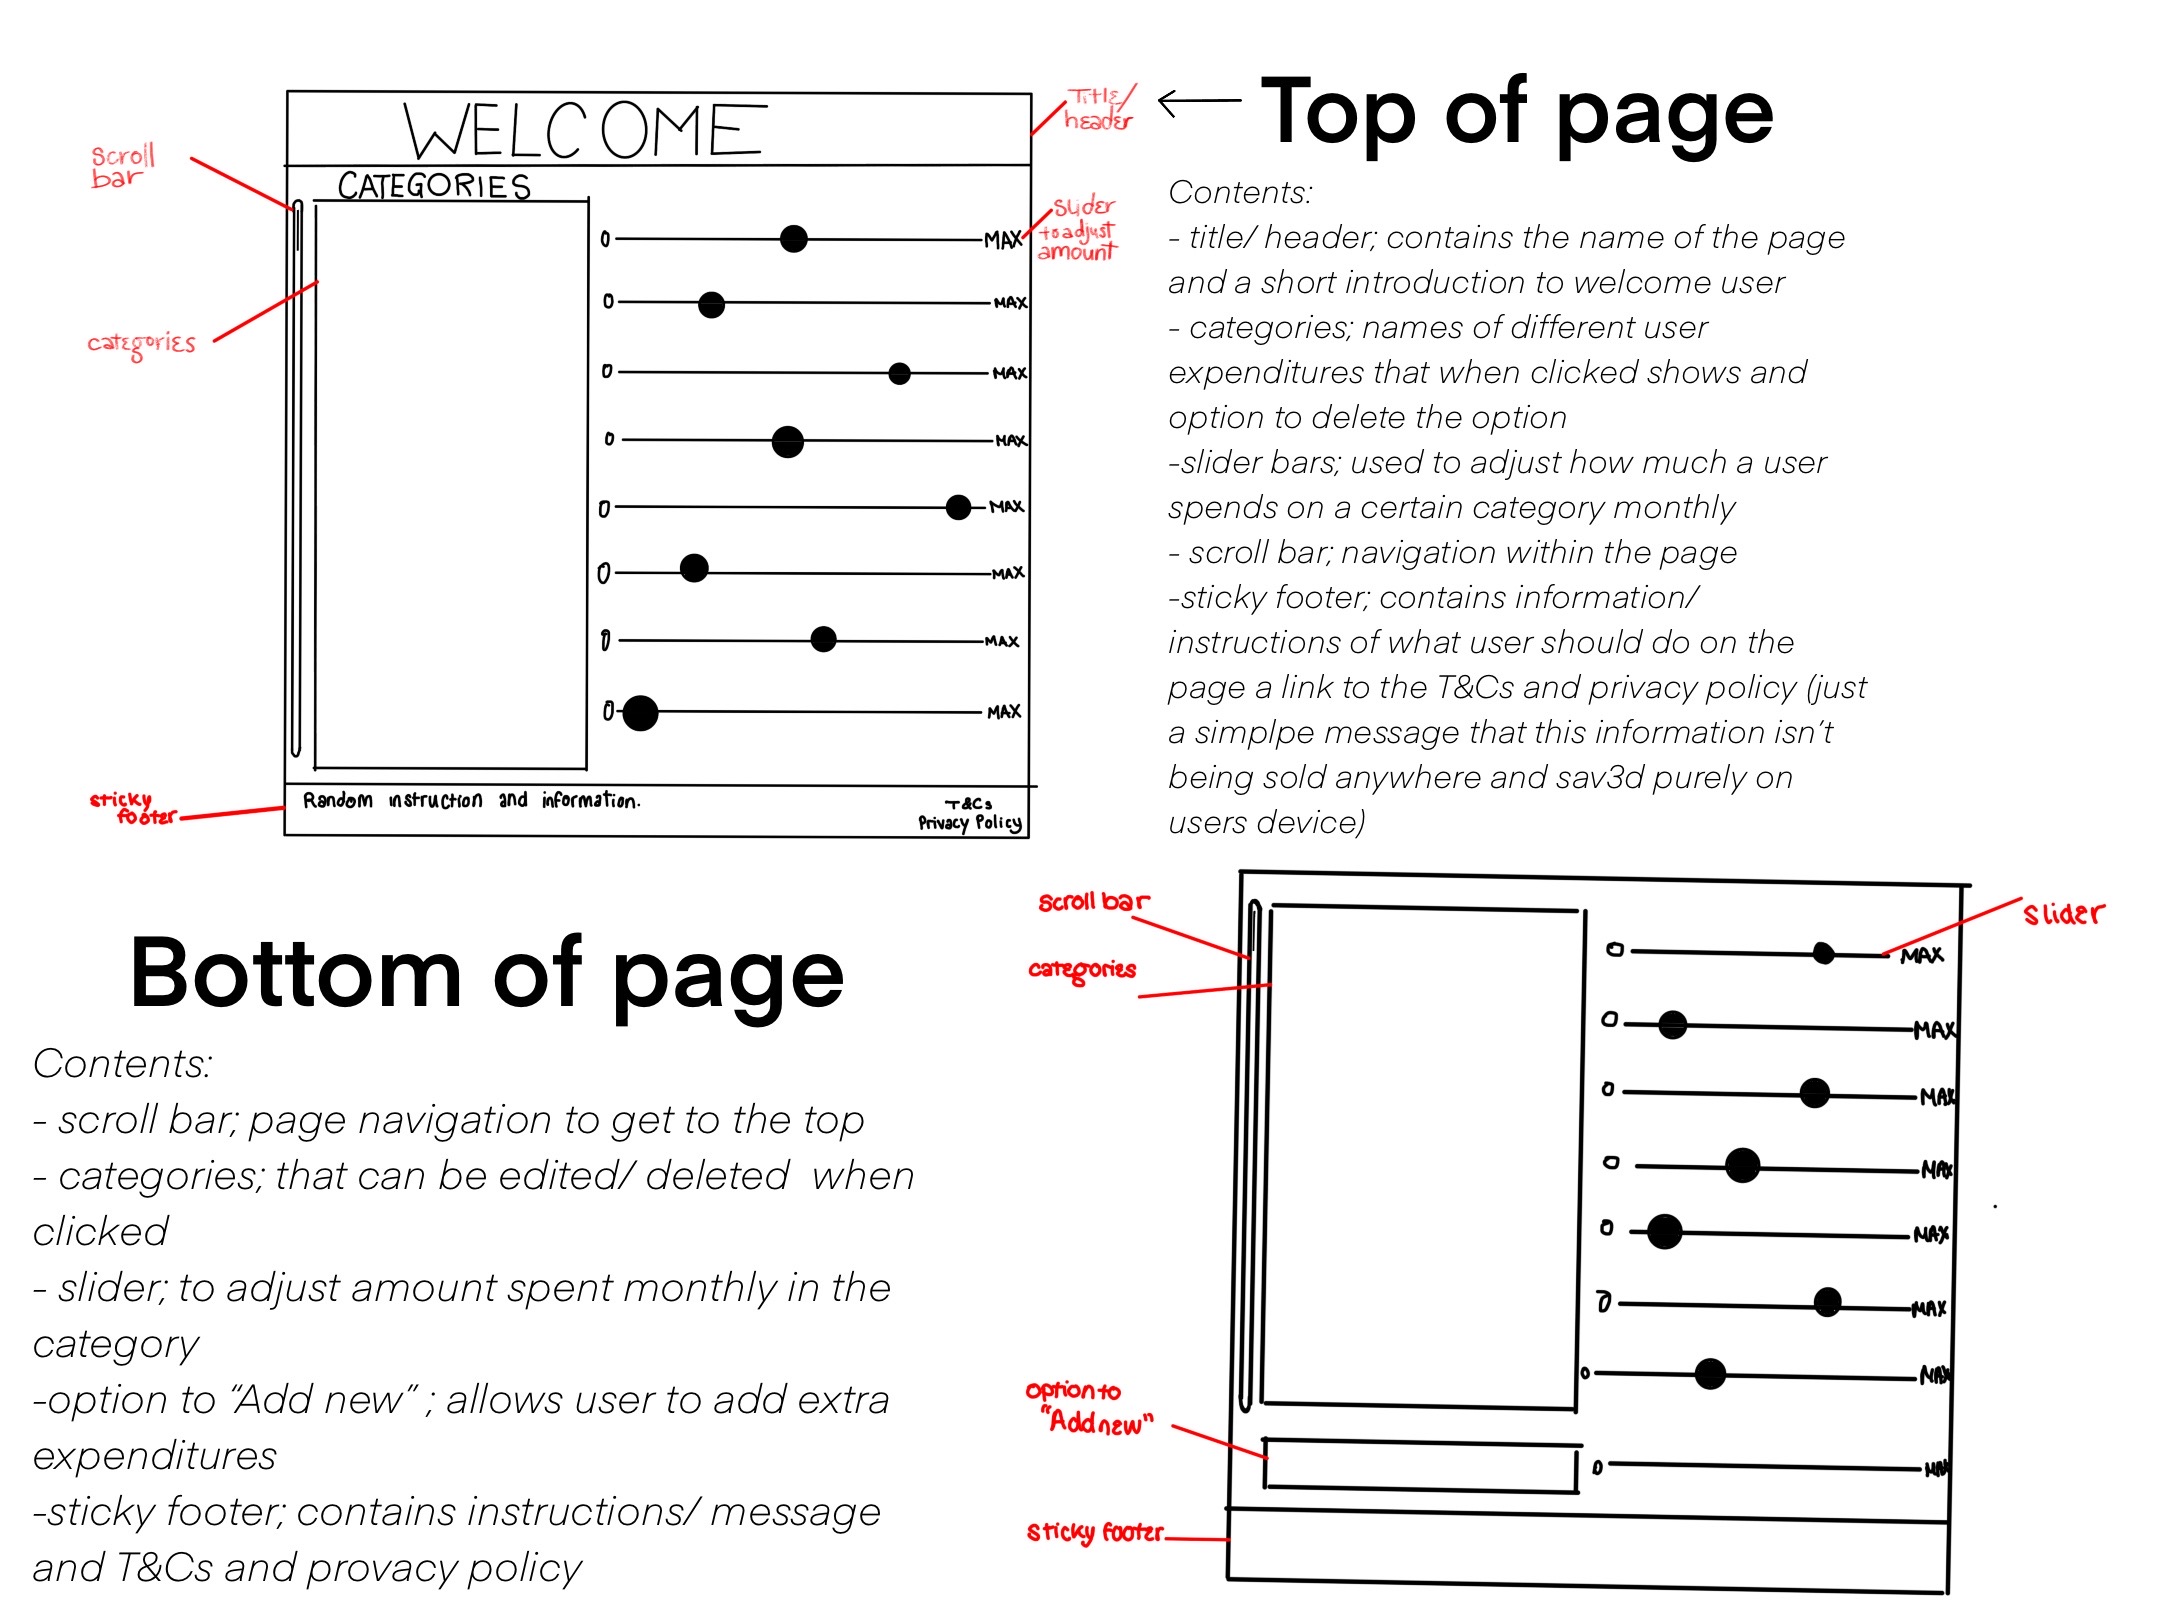 WELCOME
Title/
header
Top of page
Scroll
bar
CATEGORIES
categories
0 MAX
slider
to adjust
amount
0 MAX
0 MAX
0 MAX
0 MAX
0 MAX
0 MAX
0 MAX
sticky
footer
Random instruction and information.
T&Cs
Privacy Policy
Contents:
- title/ header; contains the name of the page
and a short introduction to welcome user
- categories; names of different user
expenditures that when clicked shows and
option to delete the option
-slider bars; used to adjust how much a user
spends on a certain category monthly
- scroll bar; navigation within the page
-sticky footer; contains information/
instructions of what user should do on the
page a link to the T&Cs and privacy policy (just
a simplpe message that this information isn't
being sold anywhere and sav3d purely on
users device)
Bottom of page
Contents:
- scroll bar; page navigation to get to the top
- categories; that can be edited/ deleted  when
clicked
- slider; to adjust amount spent monthly in the
category
-option to “Add new” ; allows user to add extra
expenditures
-sticky footer; contains instructions/ message
and T&Cs and provacy policy
scroll bar
categories
slider
0 MAX
0 MAX
0 MAX
0 MAX
0 MAX
0 MAX
0 MAX
option to
"Add new"
0 MAX
sticky footer